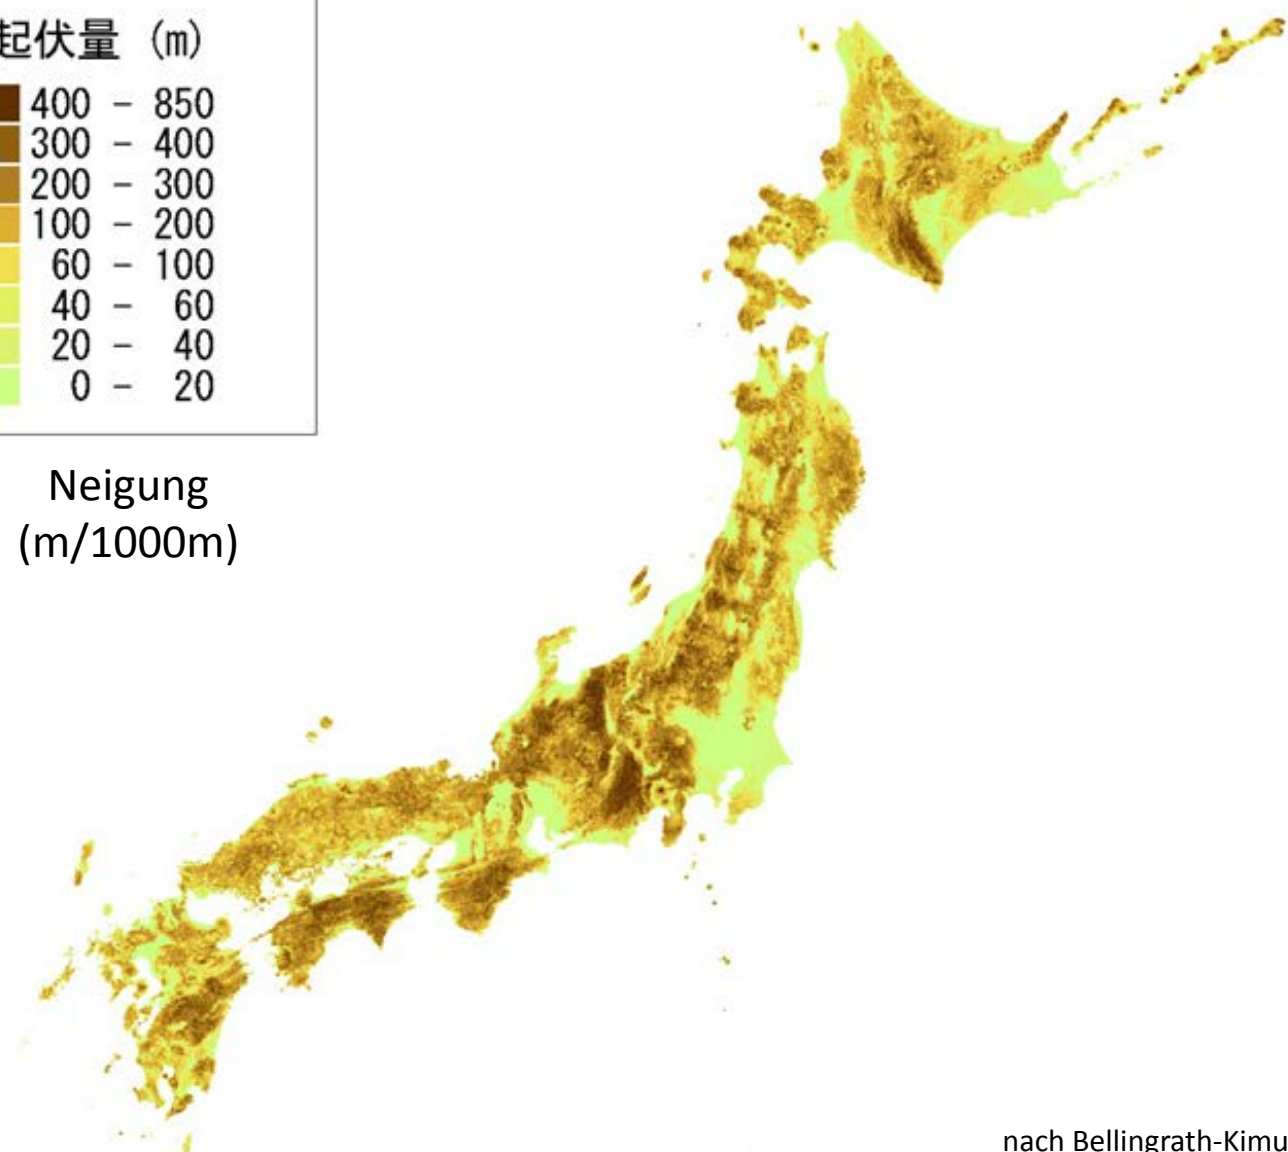 起伏量 (m)
400 - 850
300 - 400
200 - 300
100 - 200
60 - 100
40 - 60
20 - 40
0 - 20
Neigung
(m/1000m)
nach Bellingrath-Kimu